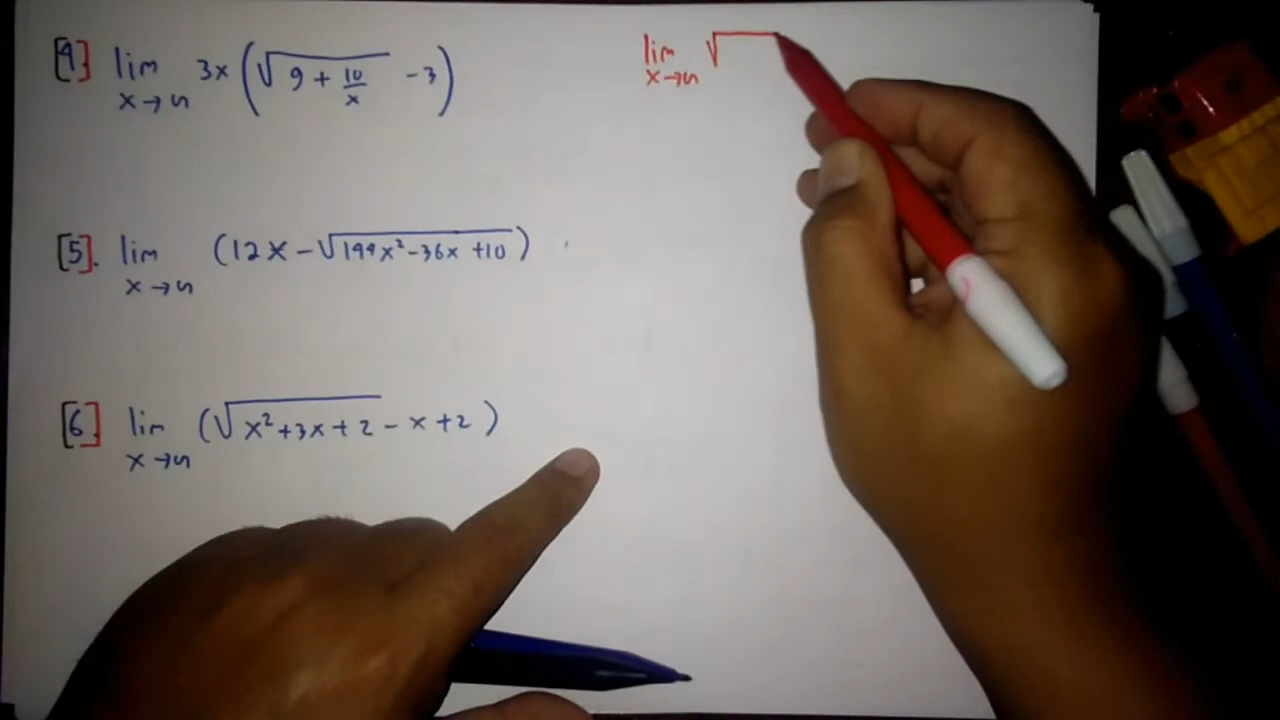 [4] lim 3x (√9 + 10/x - 3)
x→∞
lim √
x→∞
[5]. lim (12x - √144x² - 36x + 10)
x→∞
[6] lim (√x² + 3x + 2 - x + 2)
x→∞